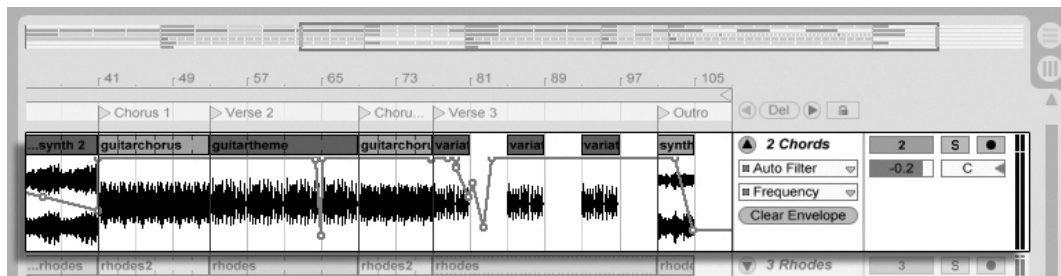 41 49 57 65 73 81 89 97 105
Chorus 1 Verse 2 Choru... Verse 3 Outro Del
...synth 2 guitarchorus guitartheme guitarchoru variat variat variat synth 2 Chords 2 S
Auto Filter -0.2 C
Frequency
Clear Envelope
...rhodes rhodes2 rhodes rhodes2 rhodes rhode 3 Rhodes 3 S